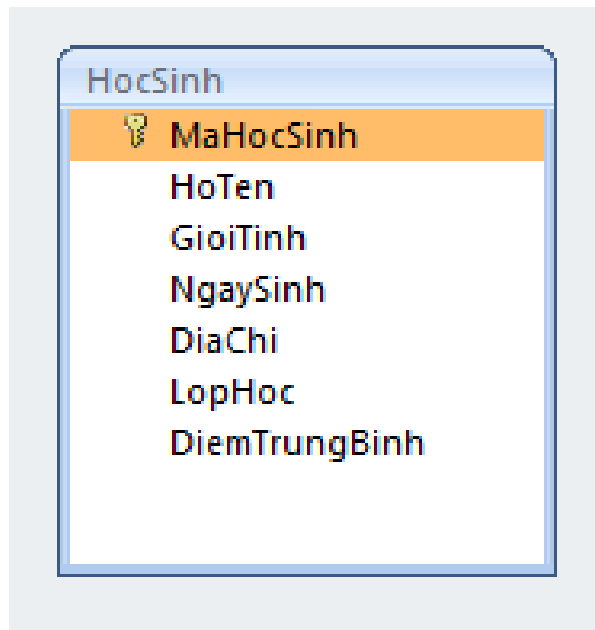 HocSinh
MaHocSinh
HoTen
GioiTinh
NgaySinh
DiaChi
LopHoc
DiemTrungBinh